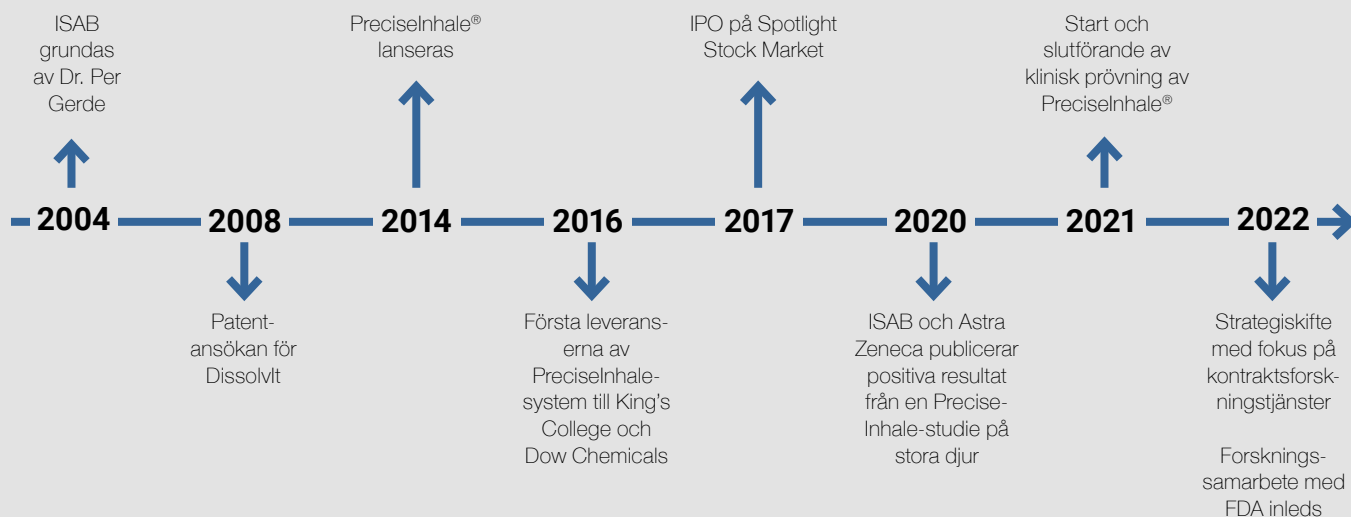 ISAB
grundas
av Dr. Per
Gerde
PreciseInhale®
lanseras
IPO på Spotlight
Stock Market
Start och
slutförande av
klinisk prövning av
PreciseInhale®
2004
2008
2014
2016
2017
2020
2021
2022
Patent-
ansökan för
DissolvIt
Första leverans-
erna av
PreciseInhale-
system till King's
College och
Dow Chemicals
ISAB och Astra
Zeneca publicerar
positiva resultat
från en Precise-
Inhale-studie på
stora djur
Strategiskifte
med fokus på
kontraktsforsk-
ningstjänster
Forsknings-
samarbete med
FDA inleds